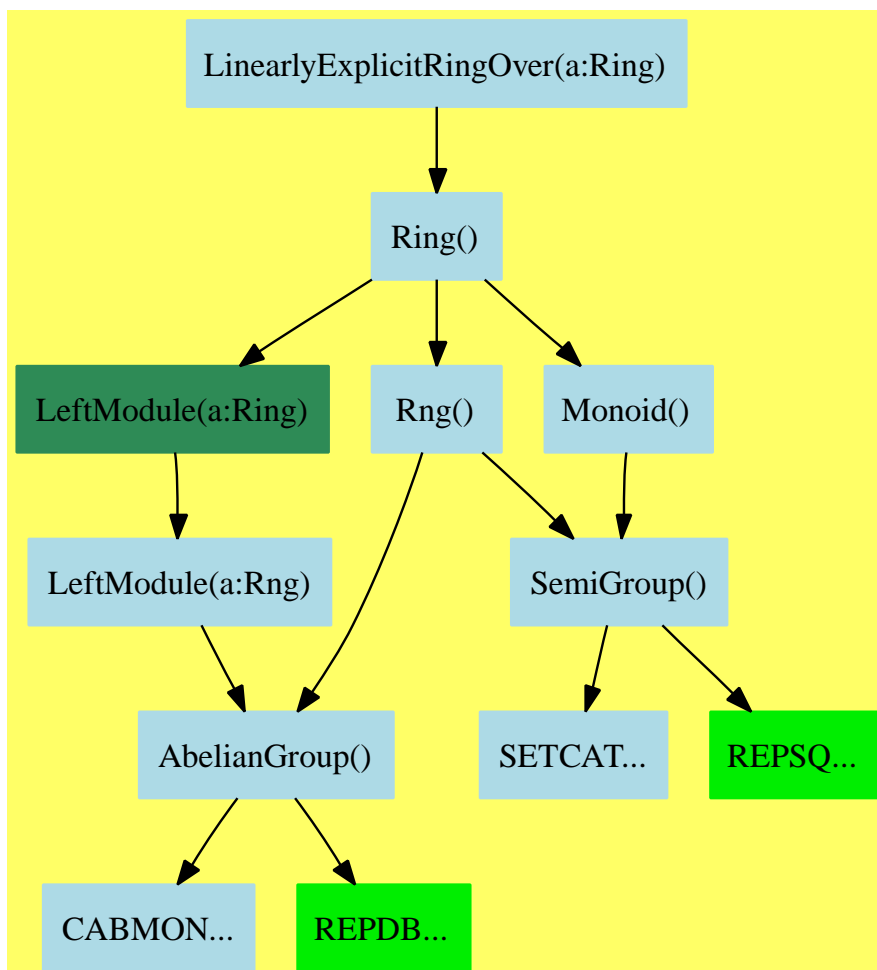 LinearlyExplicitRingOver(a:Ring)
Ring()
LeftModule(a:Ring)
Rng()
Monoid()
LeftModule(a:Rng)
SemiGroup()
AbelianGroup()
SETCAT...
REPSQ...
CABMON...
REPDB...